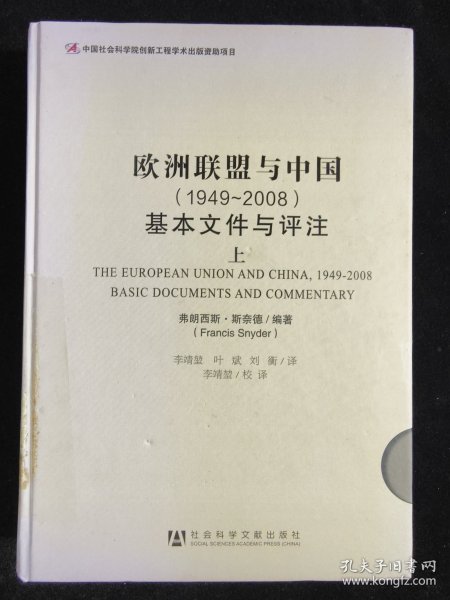 中国社会科学院创新工程学术出版资助项目
欧洲联盟与中国
(1949~2008)
基本文件与评注
上
THE EUROPEAN UNION AND CHINA, 1949-2008
BASIC DOCUMENTS AND COMMENTARY
弗朗西斯·斯奈德/编著
(Francis Snyder)
李靖堃 叶斌 刘衡/译
李靖堃/校译
社会科学文献出版社
SOCIAL SCIENCES ACADEMIC PRESS (CHINA)
孔夫子旧书网
www.kongfz.com